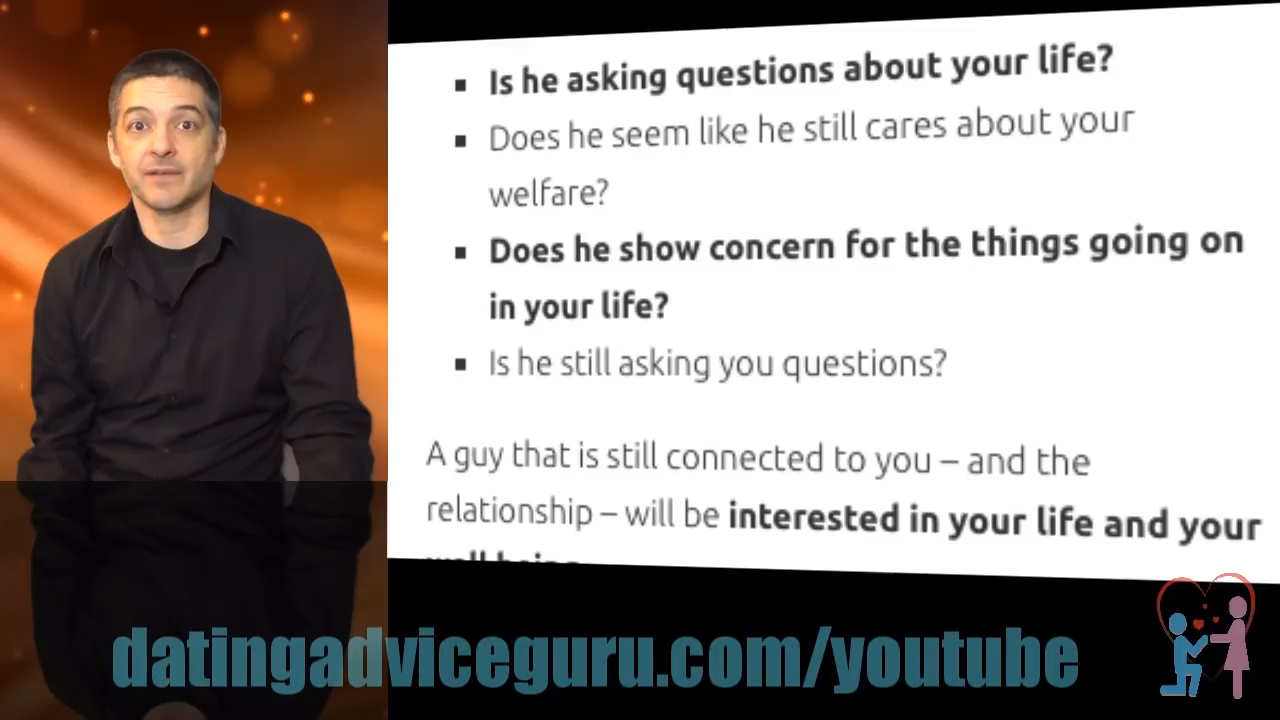 Is he asking questions about your life?
Does he seem like he still cares about your
welfare?
Does he show concern for the things going on
in your life?
Is he still asking you questions?
A guy that is still connected to you – and the
relationship – will be interested in your life and your
datingadviceguru.com/youtube